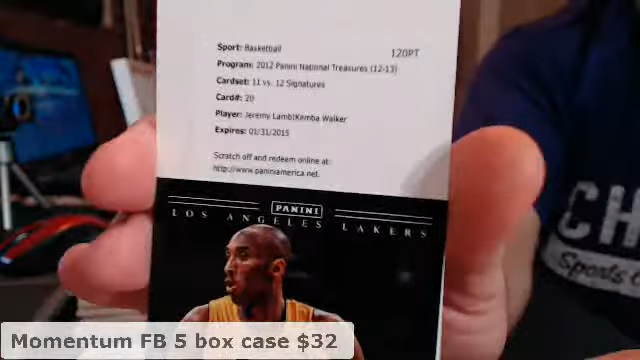 Sport: Basketball
120PT
Program: 2012 Panini National Treasures (12-13)
Cardset: 11 vs. 12 Signatures
Card#: 20
Player: Jeremy Lamb/Kemba Walker
Expires: 01/31/2015
Scratch off and redeem online at:
http://www.paniniamerica.net.
PANINI
LOS ANGELES LAKERS
CH
Sports
Momentum FB 5 box case $32